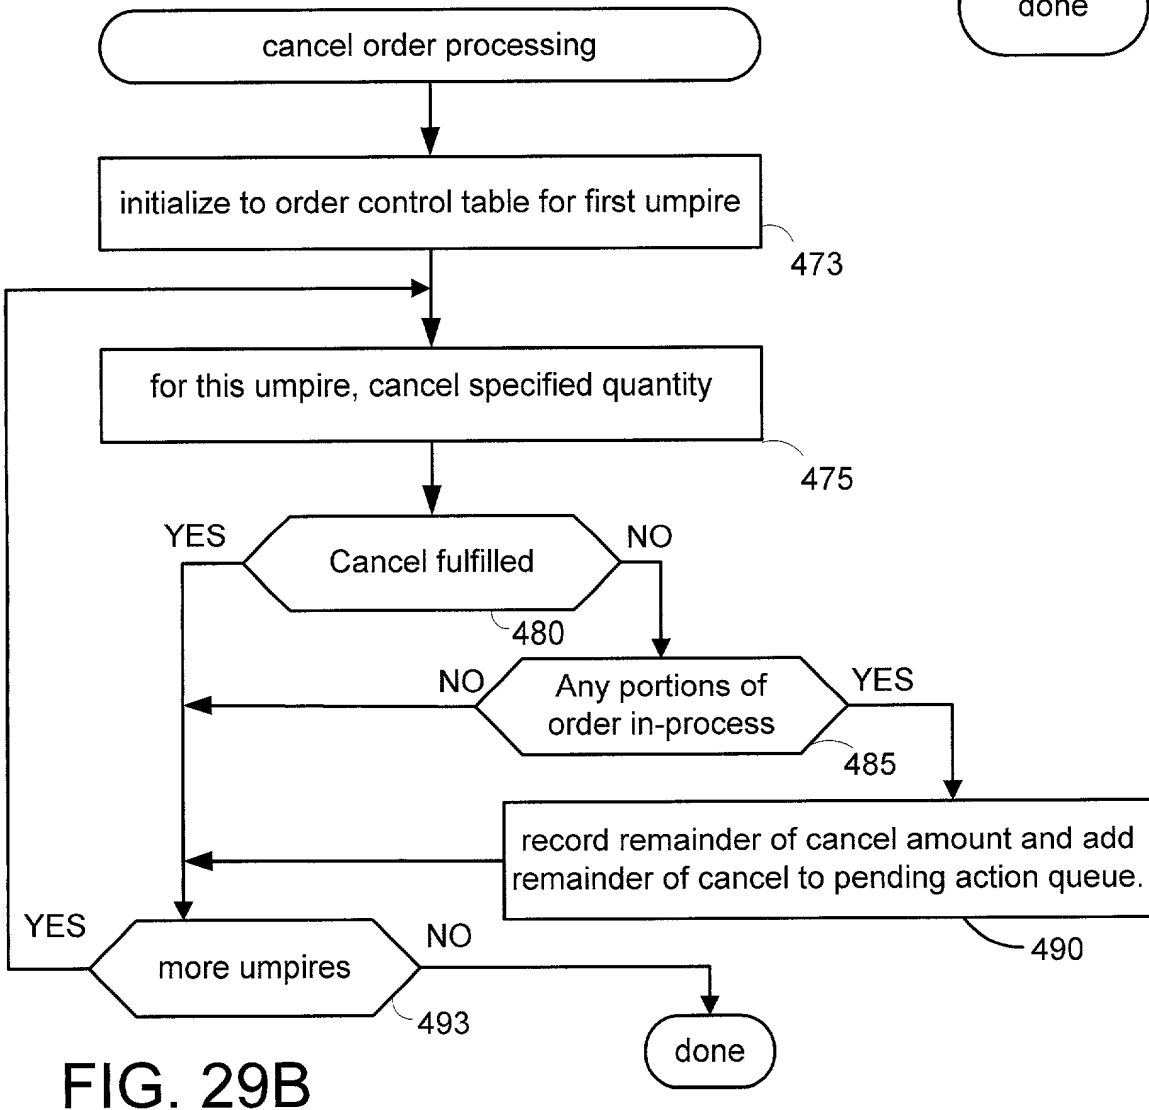 done
cancel order processing
initialize to order control table for first umpire
473
for this umpire, cancel specified quantity
475
YES
NO
Cancel fulfilled
480
NO
Any portions of
order in-process
YES
485
record remainder of cancel amount and add
remainder of cancel to pending action queue.
490
YES
more umpires
NO
493
done
FIG. 29B